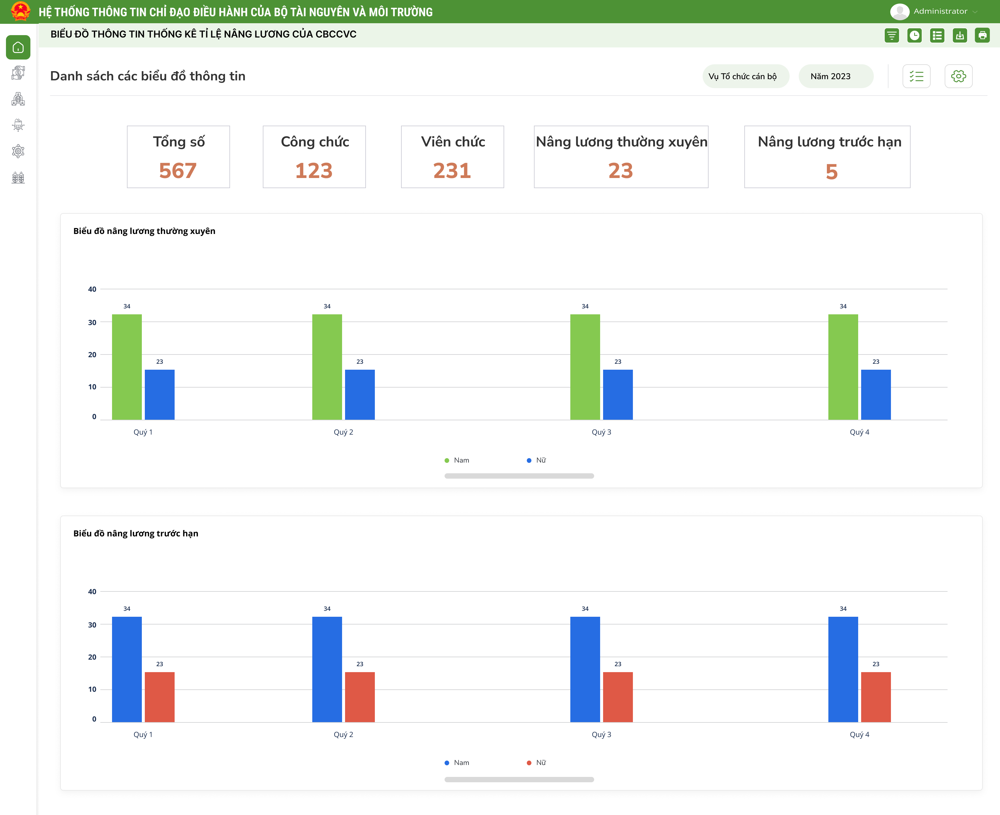 HỆ THỐNG THÔNG TIN CHỈ ĐẠO ĐIỀU HÀNH CỦA BỘ TÀI NGUYÊN VÀ MÔI TRƯỜNG
Administrator
BIỂU ĐỒ THÔNG TIN THỐNG KÊ TỈ LỆ NÂNG LƯƠNG CỦA CBCCVC
Danh sách các biểu đồ thông tin
Vụ Tổ chức cán bộ
Năm 2023
Tổng số
567
Công chức
123
Viên chức
231
Nâng lương thường xuyên
23
Nâng lương trước hạn
5
Biểu đồ nâng lương thường xuyên
40
30
20
10
0
34
23
34
23
34
23
34
23
Quý 1
Quý 2
Quý 3
Quý 4
Nam
Nữ
Biểu đồ nâng lương trước hạn
40
30
20
10
0
34
23
34
23
34
23
34
23
Quý 1
Quý 2
Quý 3
Quý 4
Nam
Nữ